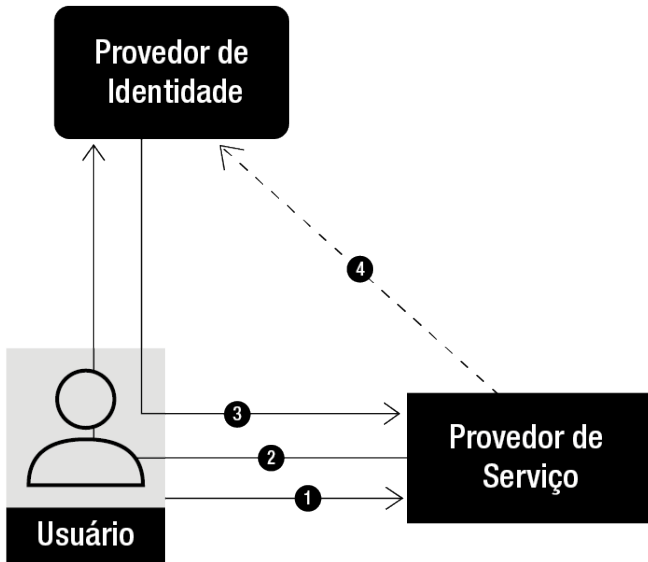 Provedor de
Identidade
4
3
2
1
Provedor de
Serviço
Usuário